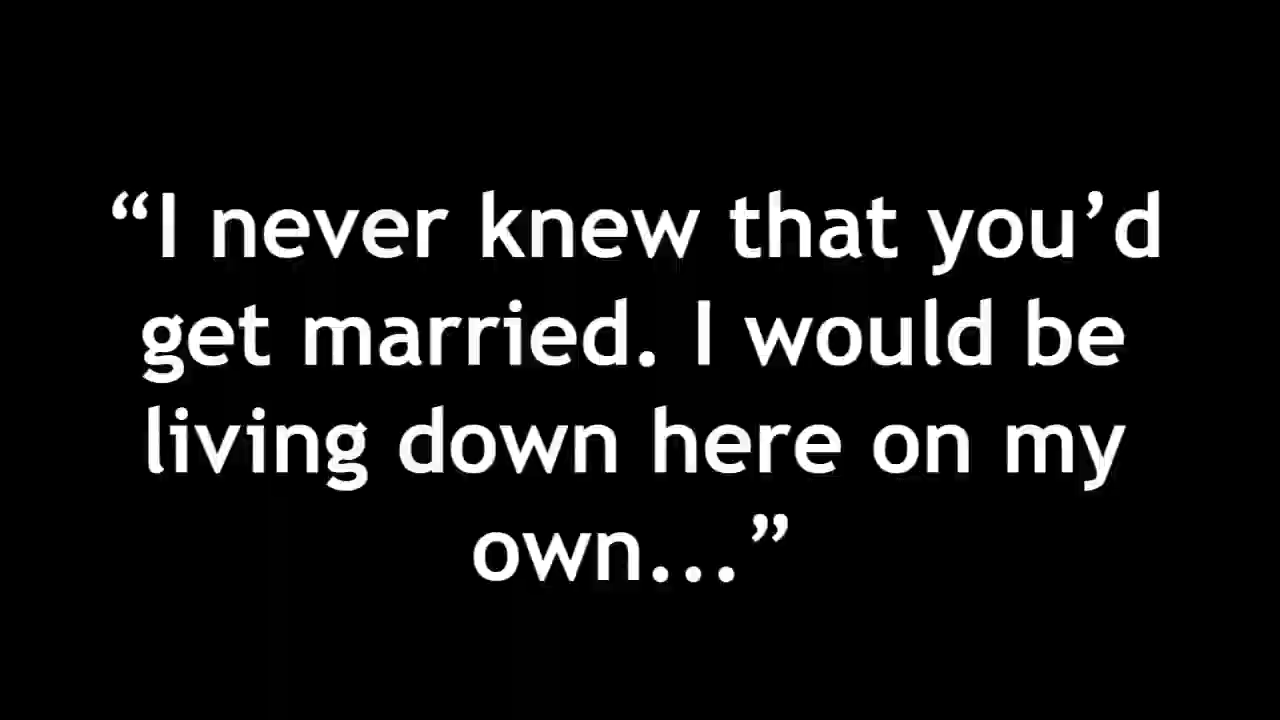 “I never knew that you’d
get married. I would be
living down here on my
own...”